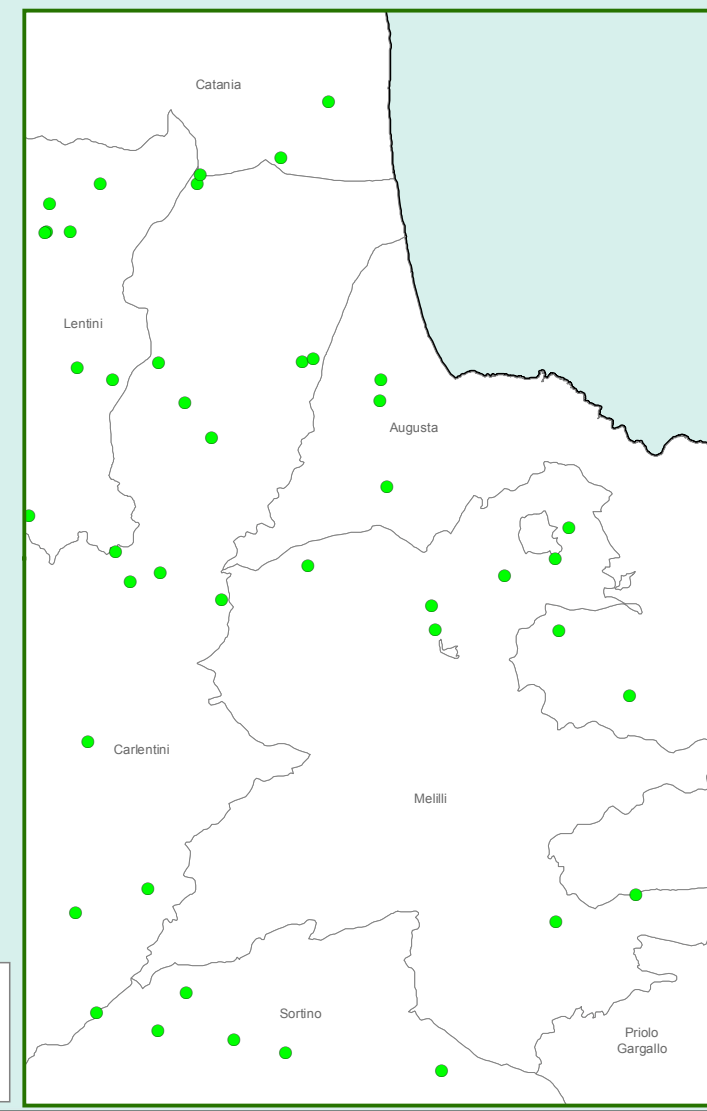 Catania
Lentini
Augusta
Carlentini
Melilli
Sortino
Priolo
Gargallo